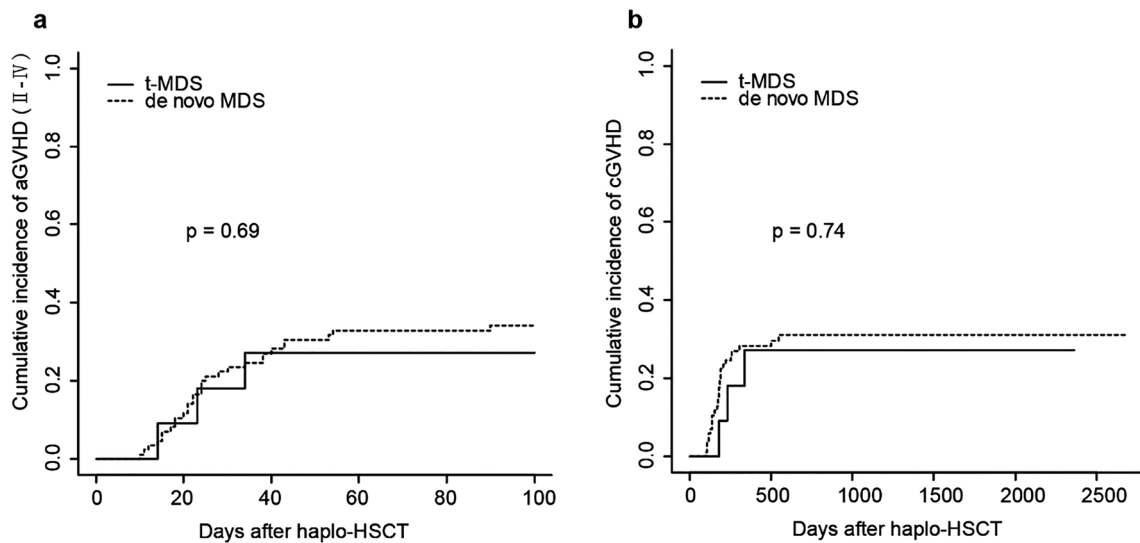 a
Cumulative incidence of aGVHD (Ⅱ-Ⅳ)
1.0
0.8
0.6
0.4
0.2
0.0
t-MDS
de novo MDS
p = 0.69
0 20 40 60 80 100
Days after haplo-HSCT
b
Cumulative incidence of cGVHD
1.0
0.8
0.6
0.4
0.2
0.0
t-MDS
de novo MDS
p = 0.74
0 500 1000 1500 2000 2500
Days after haplo-HSCT